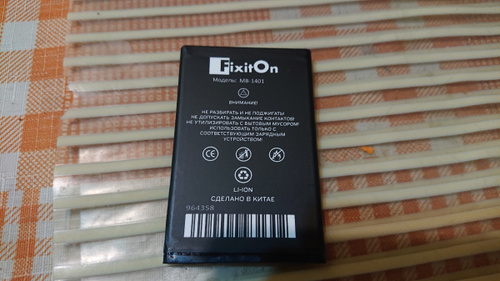 FixitOn
Модель: MB-1401
ВНИМАНИЕ!
НЕ РАЗБИРАТЬ И НЕ ПОДЖИГАТЬ!
НЕ ДОПУСКАТЬ ЗАМЫКАНИЕ КОНТАКТОВ!
НЕ УТИЛИЗИРОВАТЬ С БЫТОВЫМ МУСОРОМ!
ИСПОЛЬЗОВАТЬ ТОЛЬКО С
СООТВЕТСТВУЮЩИМ ЗАРЯДНЫМ
УСТРОЙСТВОМ!
CE
LI-ION
СДЕЛАНО В КИТАЕ
964358